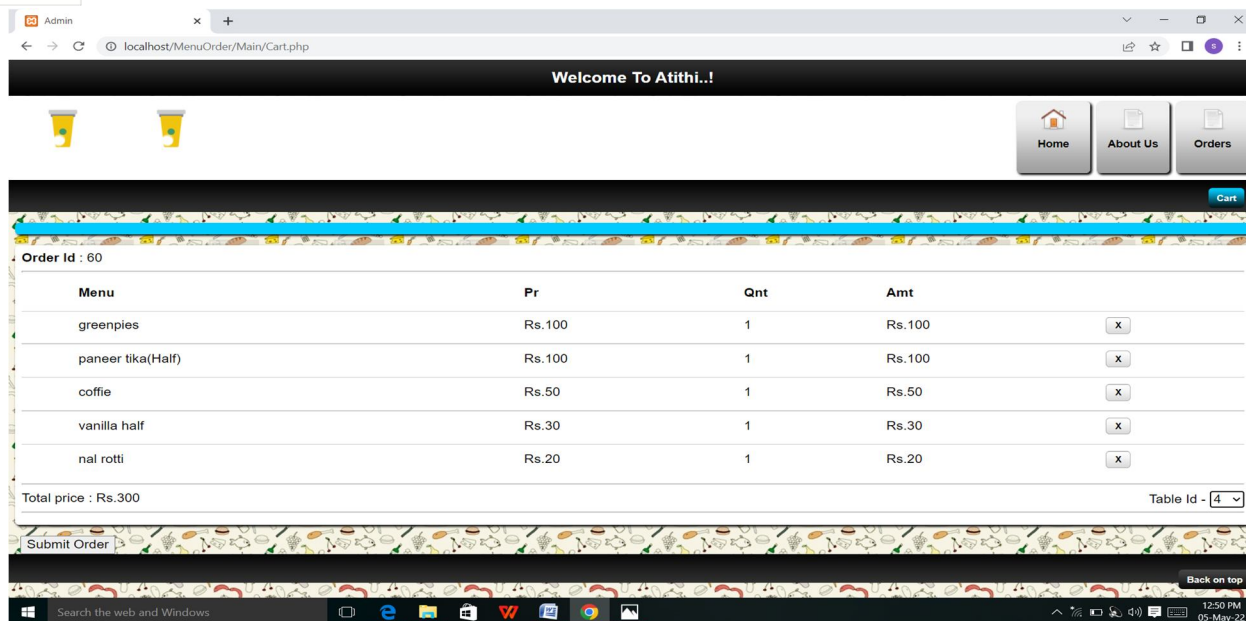 Admin
localhost/MenuOrder/Main/Cart.php
S
Welcome To Atithi..!
Home About Us Orders
Cart
Order Id : 60
Menu Pr Qnt Amt
greenpies Rs.100 1 Rs.100 X
paneer tika(Half) Rs.100 1 Rs.100 X
coffie Rs.50 1 Rs.50 X
vanilla half Rs.30 1 Rs.30 X
nal rotti Rs.20 1 Rs.20 X
Total price : Rs.300 Table Id - 4
Submit Order
Back on top
Search the web and Windows
12:50 PM
05-May-22